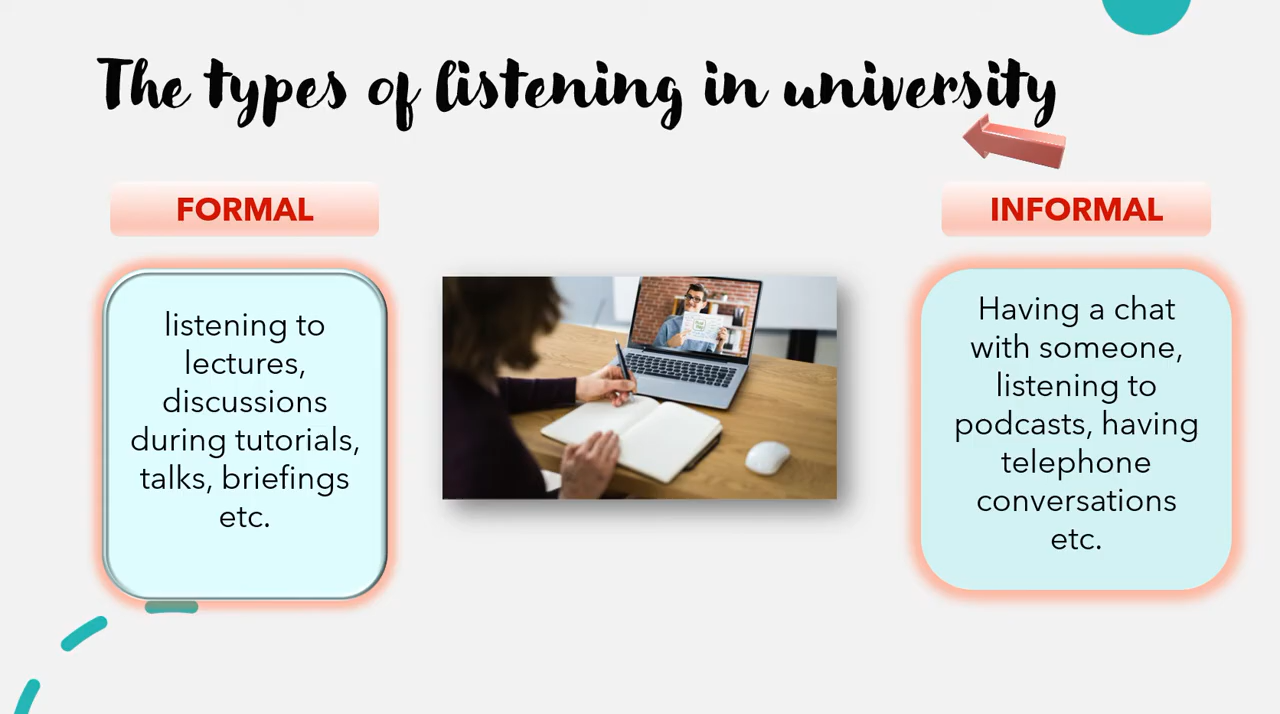 The types of listening in university
FORMAL
listening to
lectures,
discussions
during tutorials,
talks, briefings
etc.
INFORMAL
Having a chat
with someone,
listening to
podcasts, having
telephone
conversations
etc.